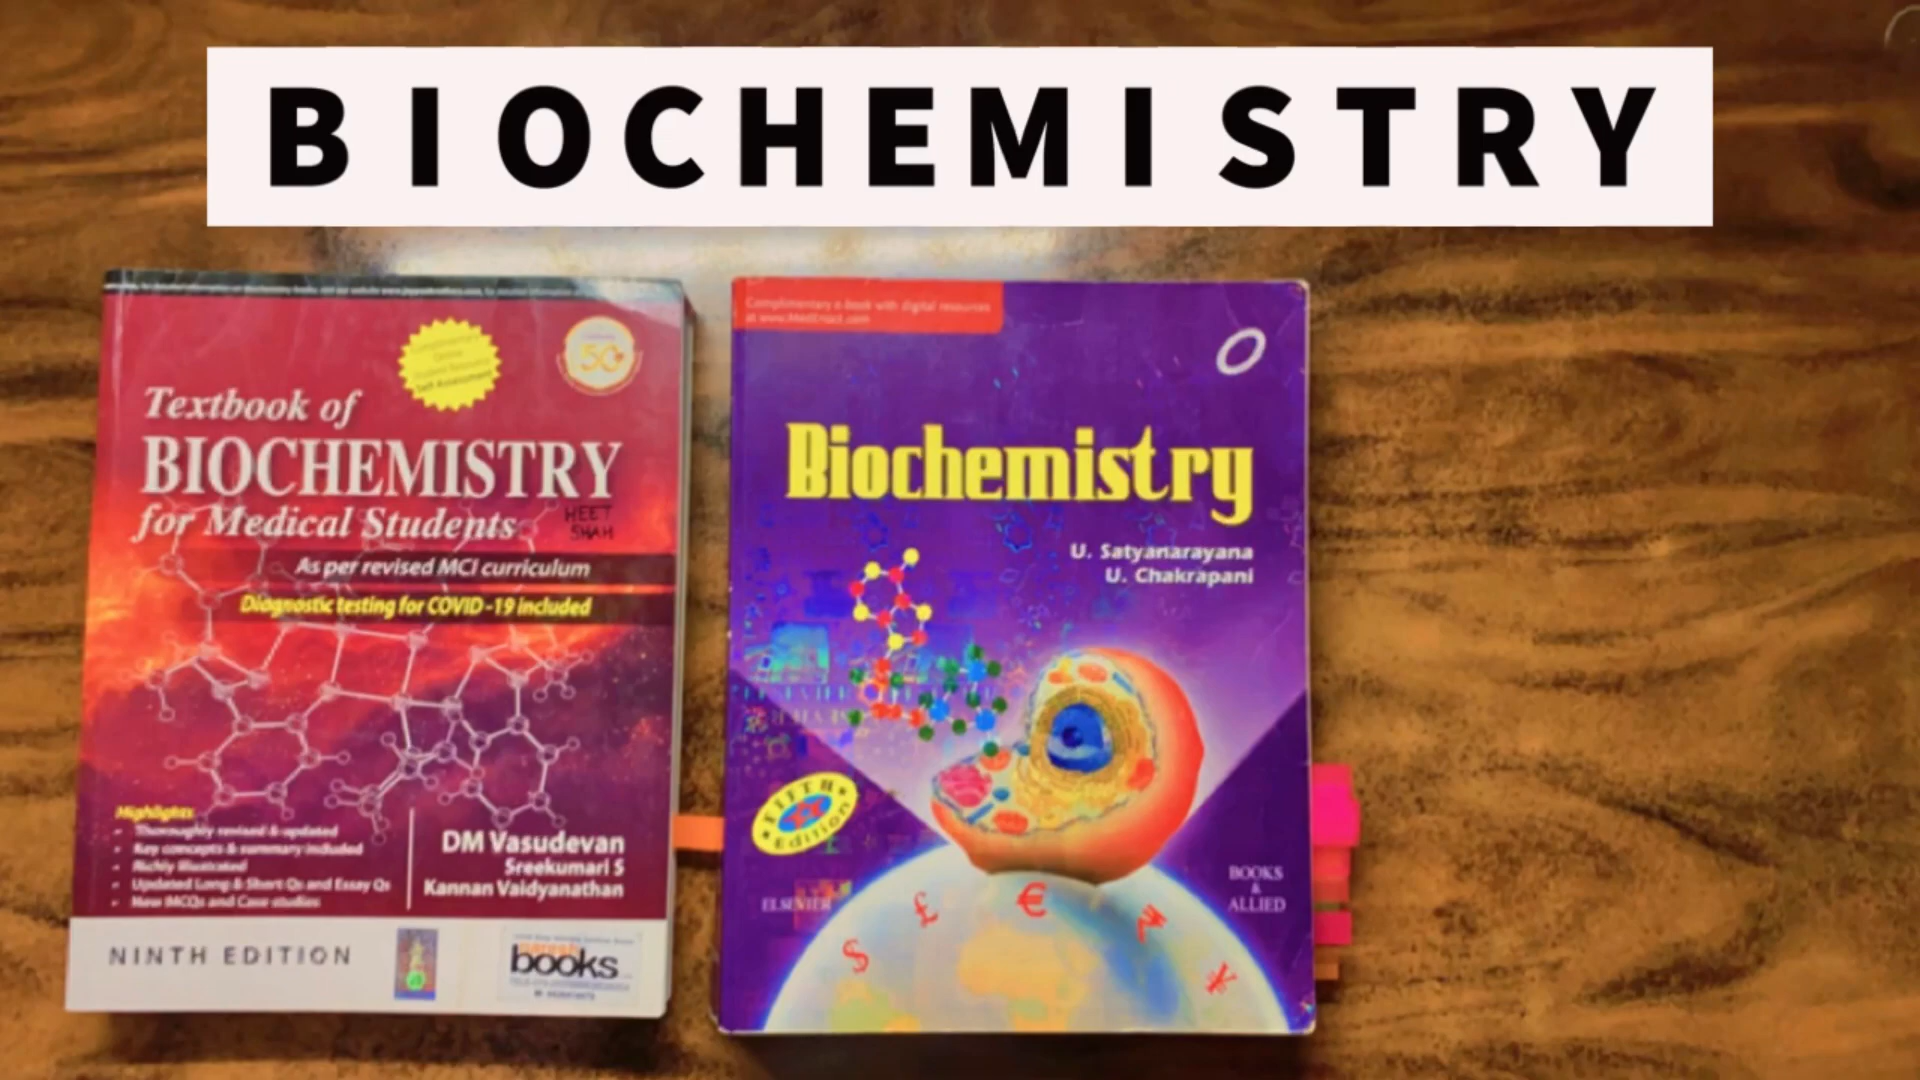 BIOCHEMISTRY
Textbook of
BIOCHEMISTRY
for Medical Students
HEET
SHAH
As per revised MCI curriculum
Diagnostic testing for COVID-19 included
50
Highlights
Thoroughly revised & updated
Key concepts & summary included
Richly illustrated
Updated Long & Short Qs and Essay Qs
New MCQs and Case studies
DM Vasudevan
Sreekumari S
Kannan Vaidyanathan
NINTH EDITION
books
Complimentary e-book with digital resources
at www.MedEnact.com
Biochemistry
U. Satyanarayana
U. Chakrapani
FIFTH
Edition
ELSEVIER
BOOKS
&
ALLIED
$ £ € ₹ ¥